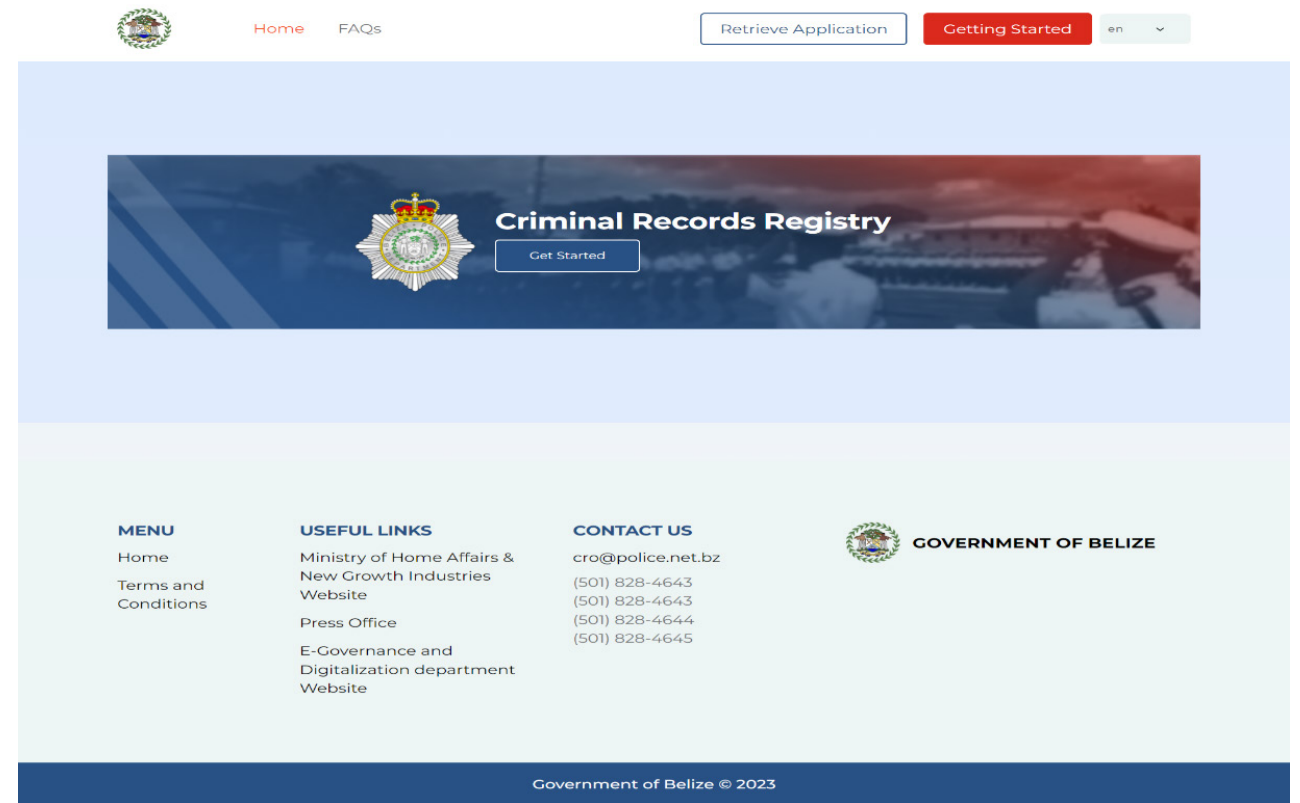 Home
FAQs
Retrieve Application
Getting Started
en
Criminal Records Registry
Get Started
MENU
Home
Terms and
Conditions
USEFUL LINKS
Ministry of Home Affairs &
New Growth Industries
Website
Press Office
E-Governance and
Digitalization department
Website
CONTACT US
cro@police.net.bz
(501) 828-4643
(501) 828-4643
(501) 828-4644
(501) 828-4645
GOVERNMENT OF BELIZE
Government of Belize © 2023